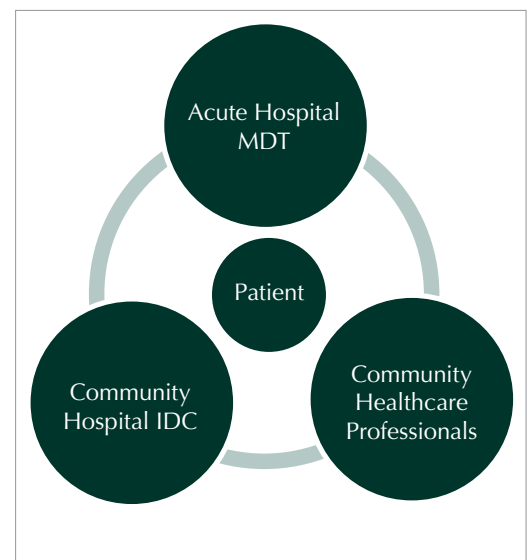 Acute Hospital
MDT
Patient
Community
Hospital IDC
Community
Healthcare
Professionals